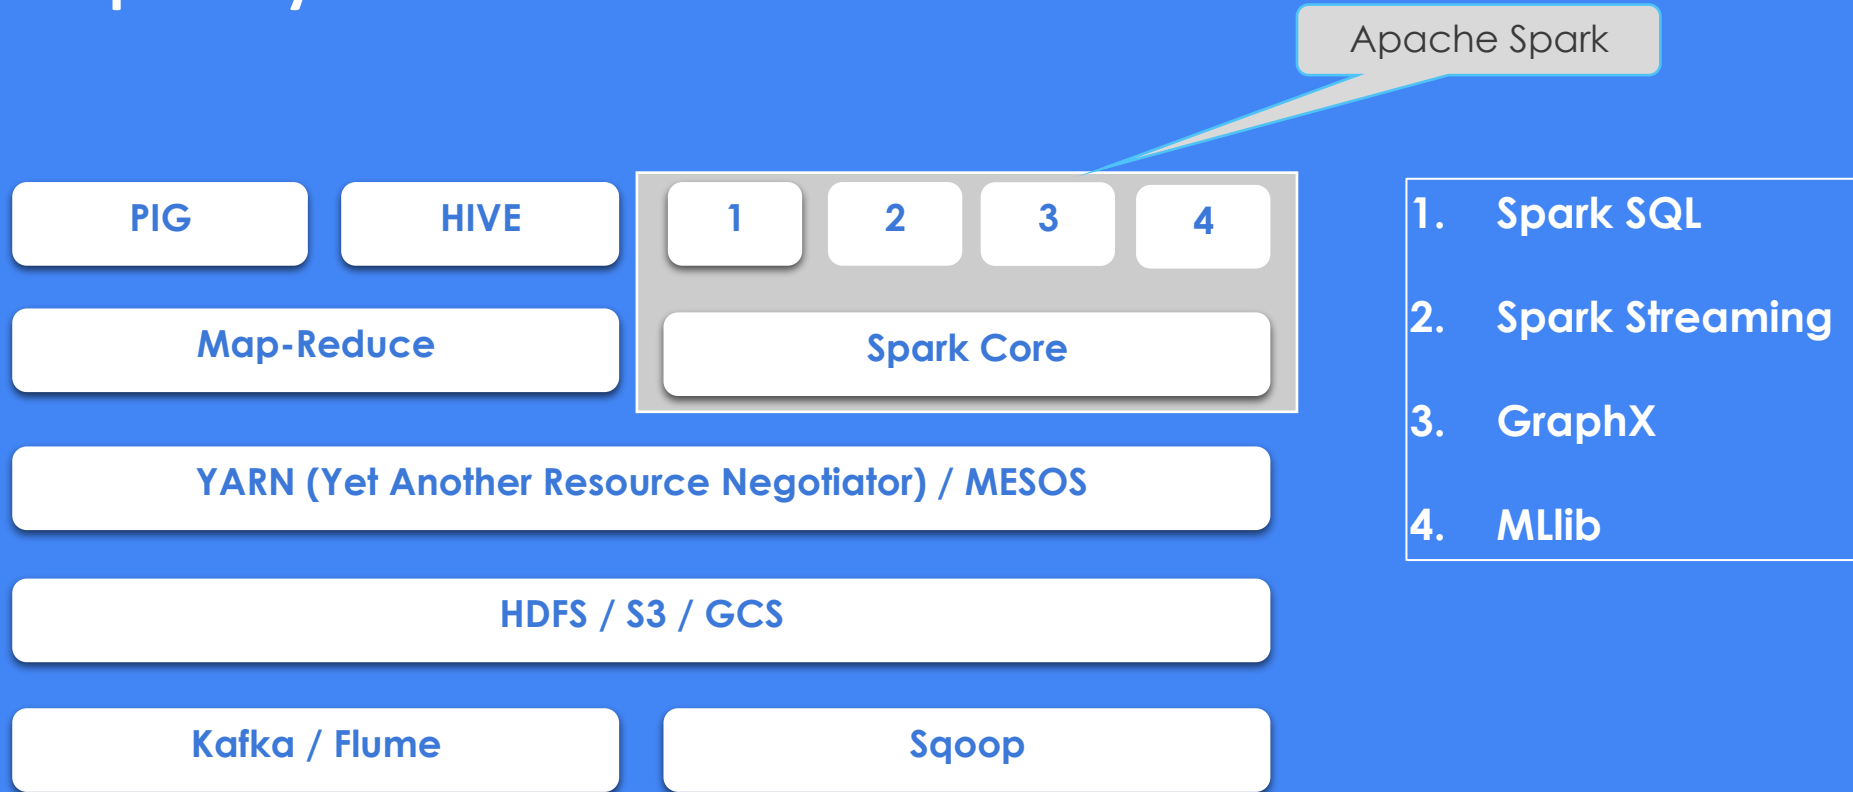 Apache Spark
PIG
HIVE
1
2
3
4
Map-Reduce
Spark Core
YARN (Yet Another Resource Negotiator) / MESOS
HDFS / S3 / GCS
Kafka / Flume
Sqoop
1. Spark SQL
2. Spark Streaming
3. GraphX
4. MLlib